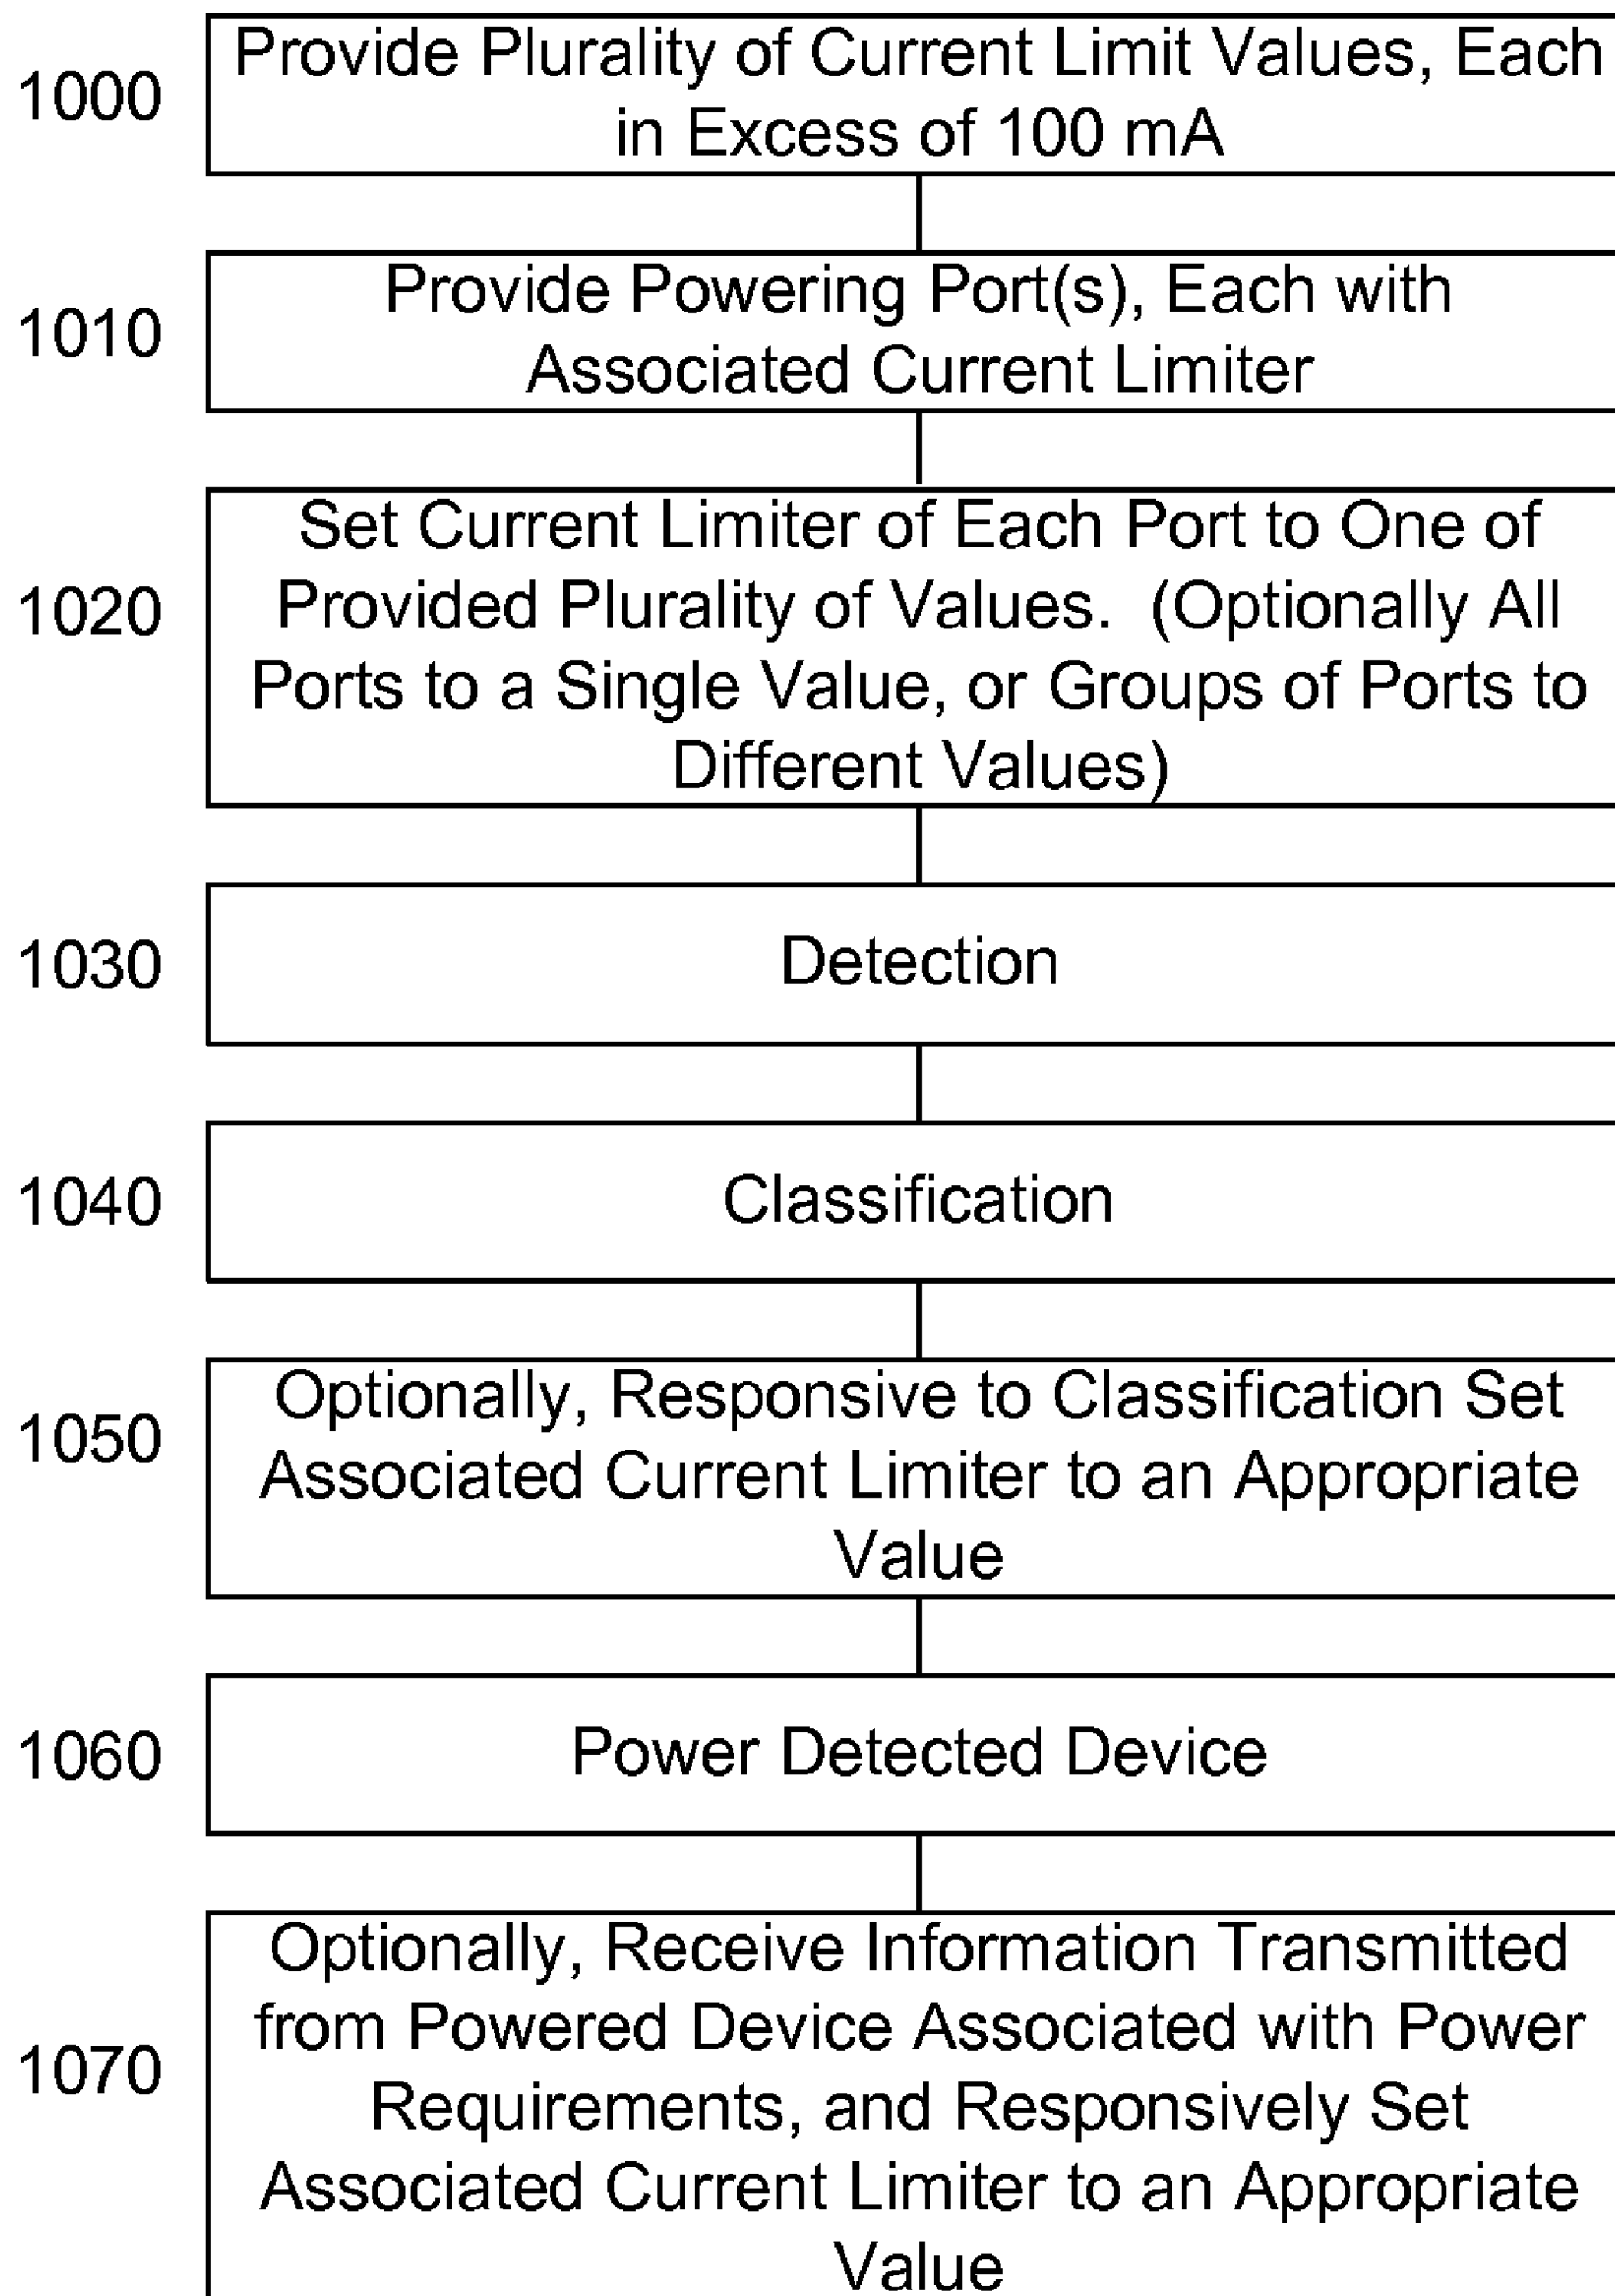 1000
Provide Plurality of Current Limit Values, Each
in Excess of 100 mA
1010
Provide Powering Port(s), Each with
Associated Current Limiter
1020
Set Current Limiter of Each Port to One of
Provided Plurality of Values.  (Optionally All
Ports to a Single Value, or Groups of Ports to
Different Values)
1030
Detection
1040
Classification
1050
Optionally, Responsive to Classification Set
Associated Current Limiter to an Appropriate
Value
1060
Power Detected Device
1070
Optionally, Receive Information Transmitted
from Powered Device Associated with Power
Requirements, and Responsively Set
Associated Current Limiter to an Appropriate
Value